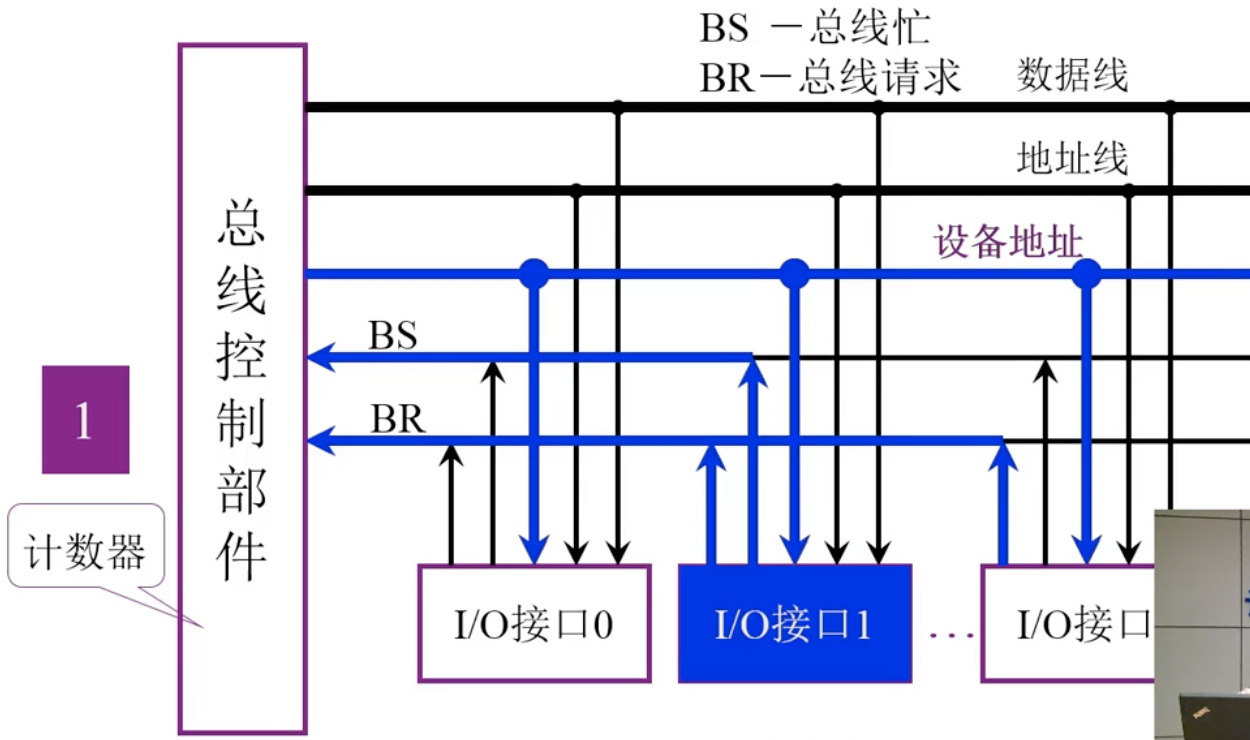 BS －总线忙
BR－总线请求
数据线
地址线
设备地址
BS
BR
总线控制部件
1
计数器
I/O接口0
I/O接口1
…
I/O接口